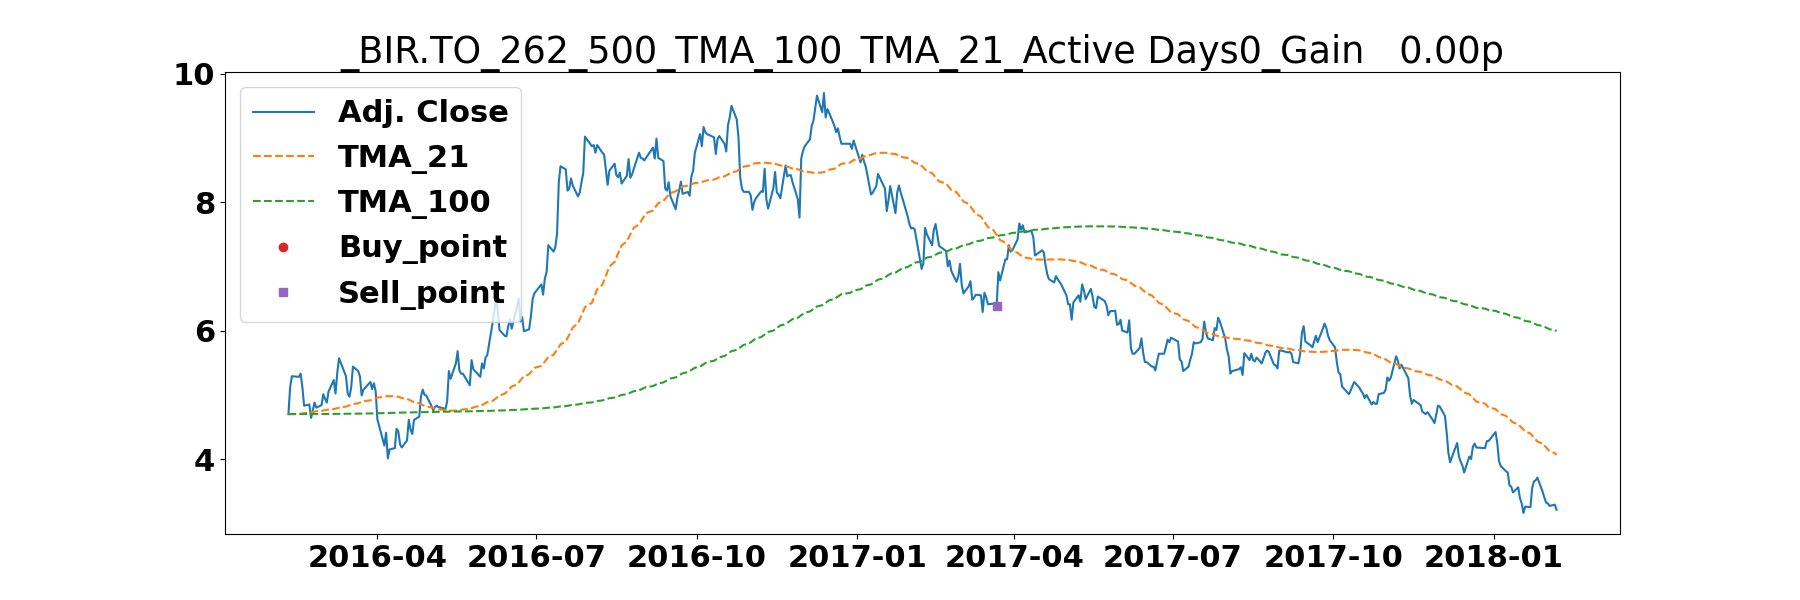 _BIR.TO_262_500_TMA_100_TMA_21_Active Days0_Gain   0.00p
10
8
6
4
Adj. Close
TMA_21
TMA_100
Buy_point
Sell_point
2016-04 2016-07 2016-10 2017-01 2017-04 2017-07 2017-10 2018-01